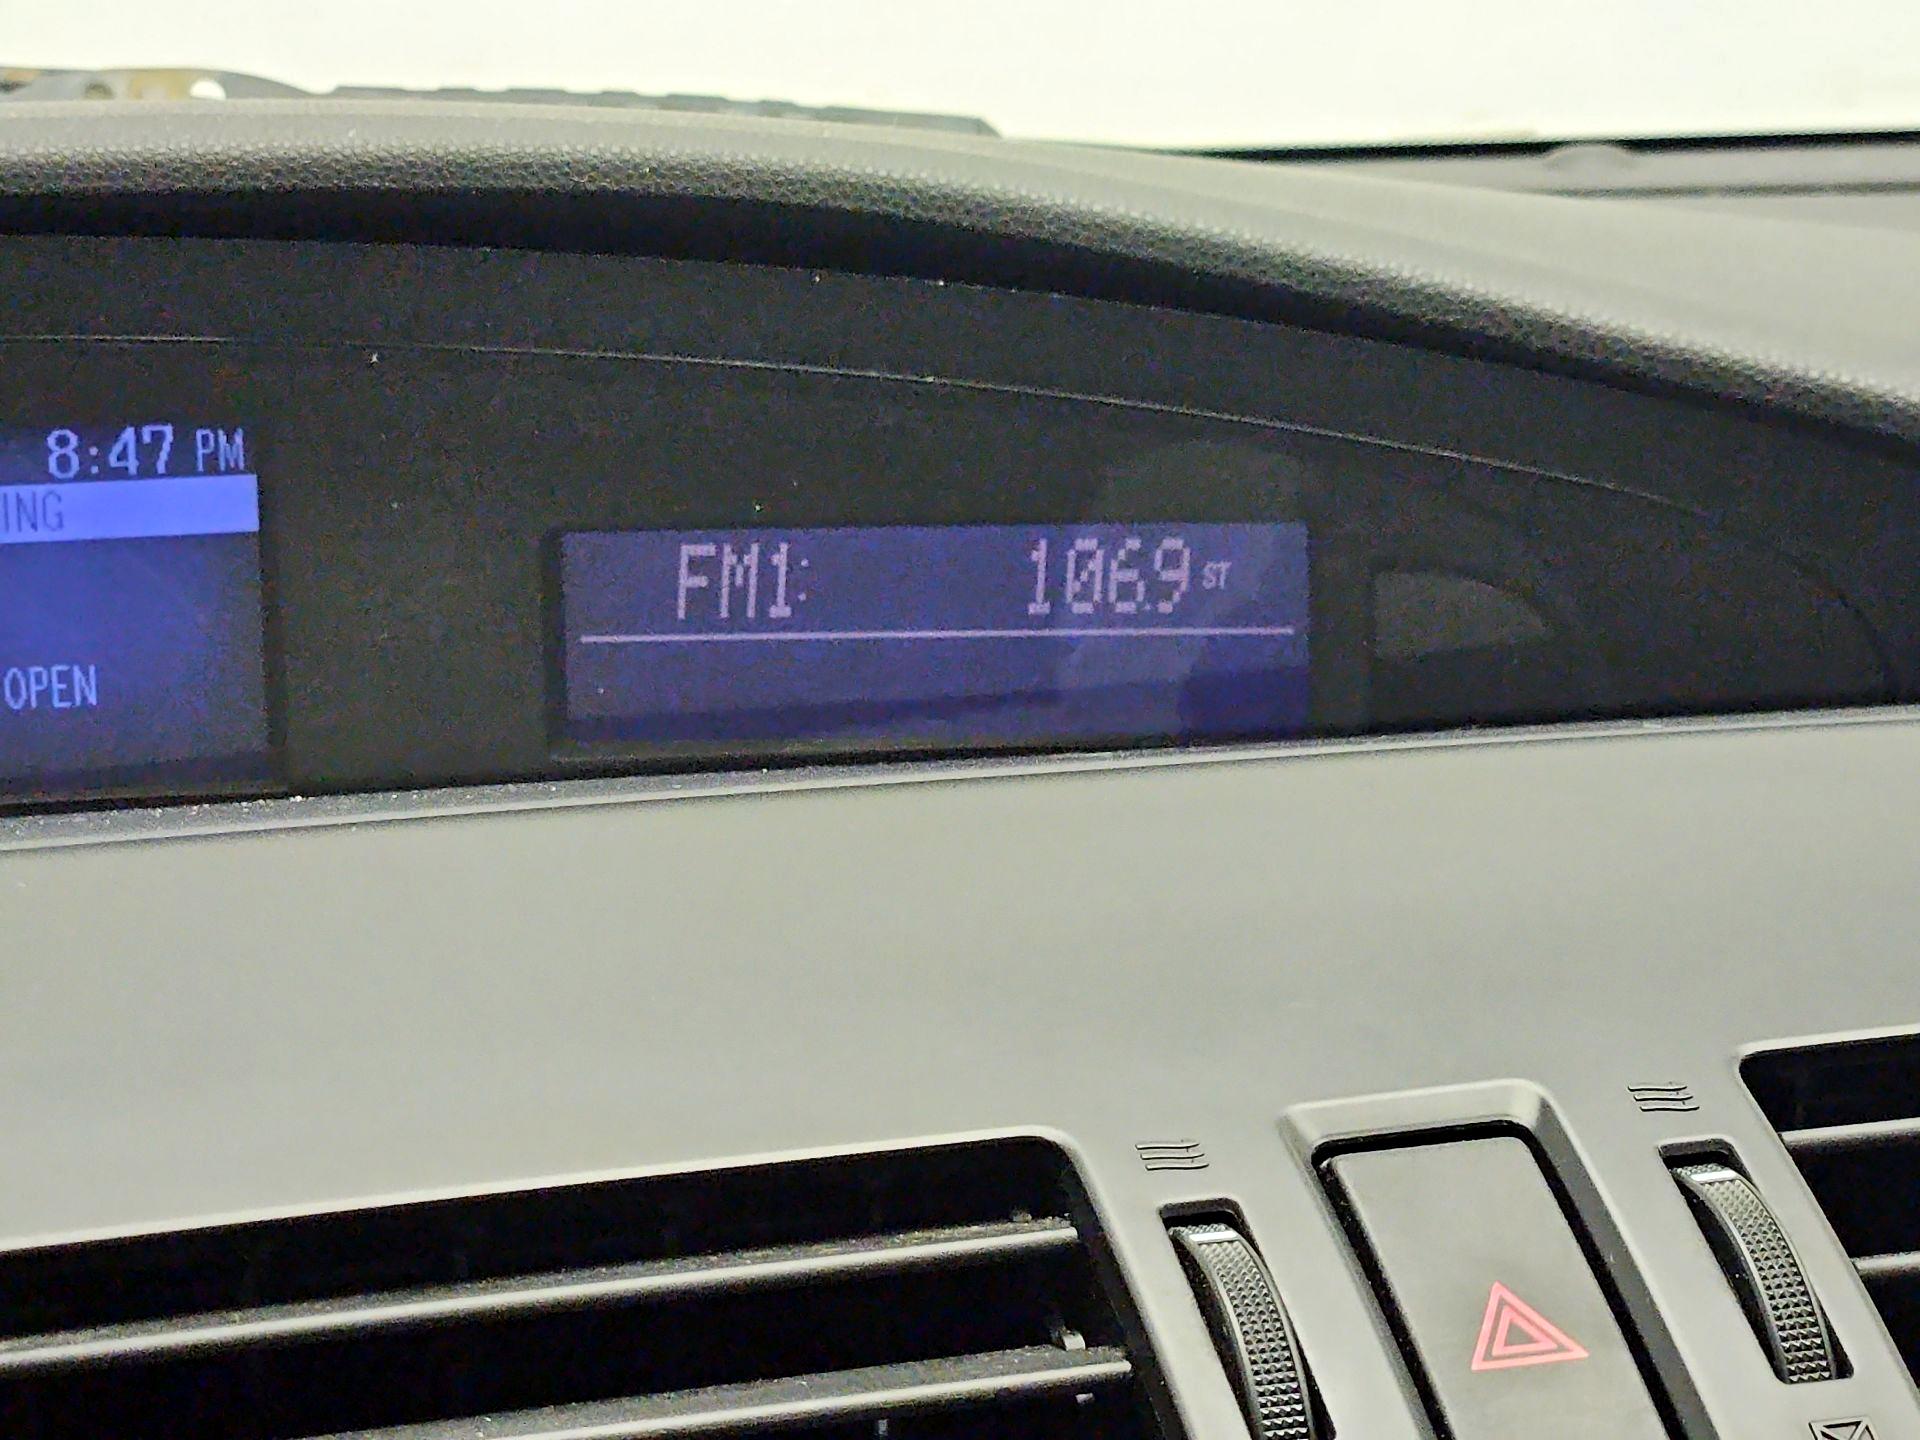 8:47 PM
ING
OPEN
FM1: 106.9 ST